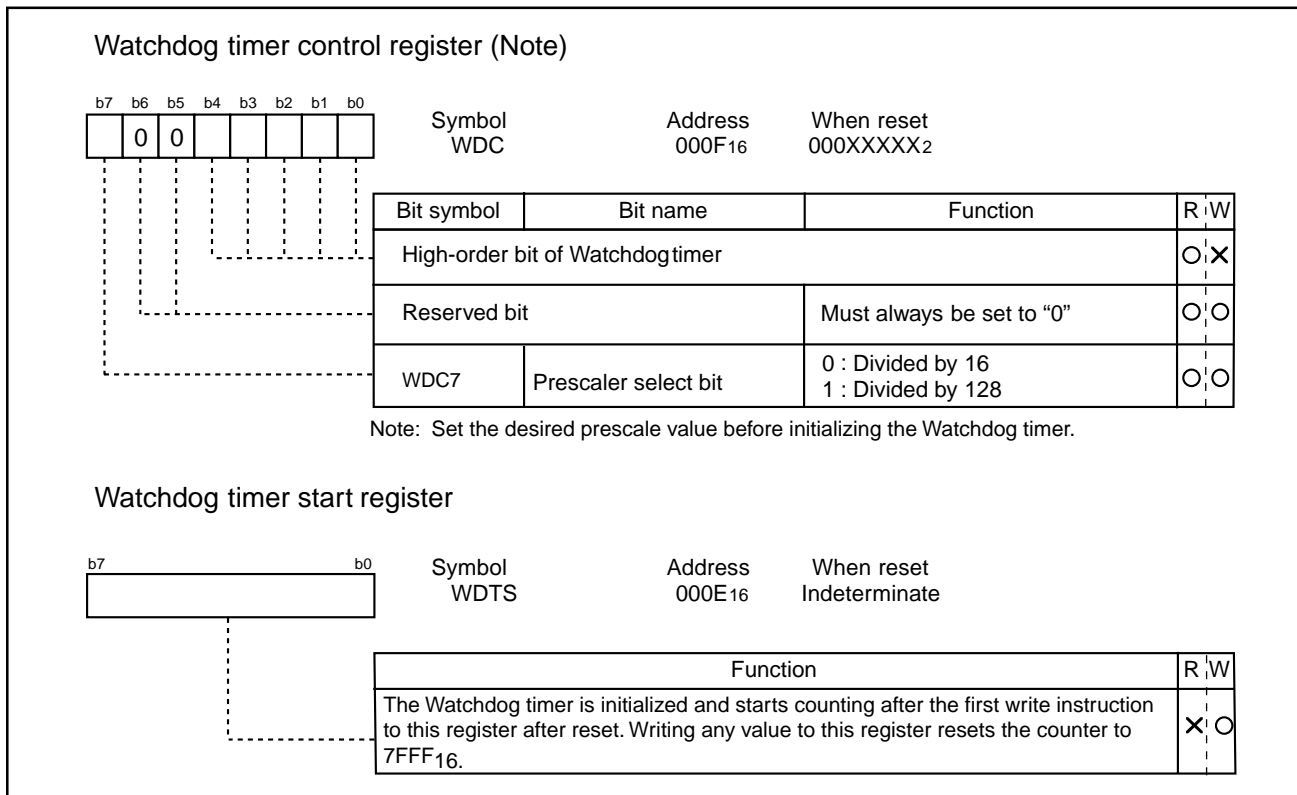 Watchdog timer control register (Note)
b7 b6 b5 b4 b3 b2 b1 b0
Symbol Address When reset
0 0 WDC 000F16 000XXXXX2
Bit symbol Bit name Function R W
High-order bit of Watchdog timer O X
Reserved bit Must always be set to “0” O O
WDC7 Prescaler select bit 0 : Divided by 16 O O
1 : Divided by 128
Note: Set the desired prescale value before initializing the Watchdog timer.
Watchdog timer start register
b7 b0 Symbol Address When reset
WDTS 000E16 Indeterminate
Function R W
The Watchdog timer is initialized and starts counting after the first write instruction
to this register after reset. Writing any value to this register resets the counter to X O
7FFF16.